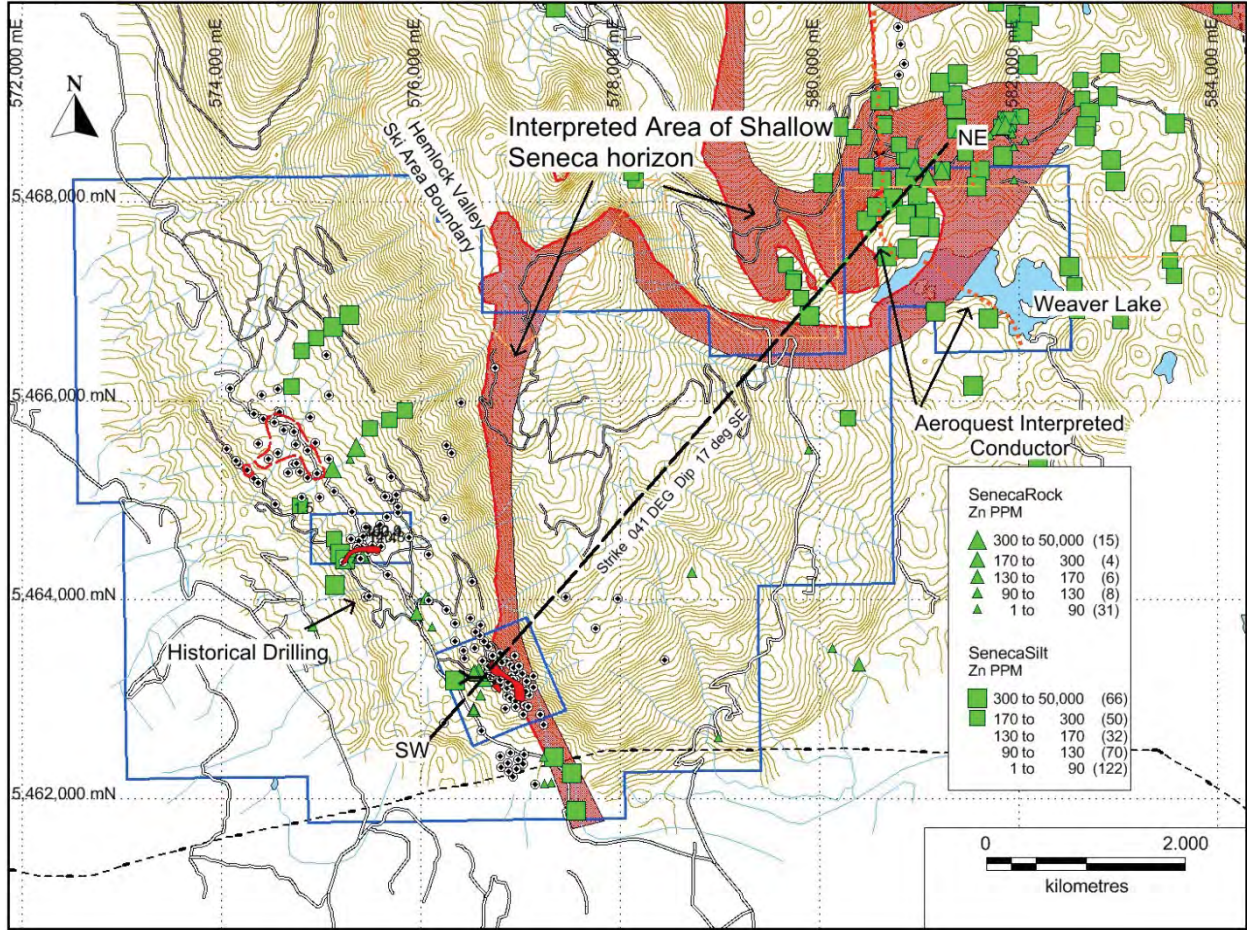 572,000 mE
574,000 mE
576,000 mE
578,000 mE
580,000 mE
582,000 mE
584,000 mE
N
Hemlock Valley
Ski Area Boundary
Interpreted Area of Shallow
Seneca horizon
NE
5,468,000 mN
Weaver Lake
5,466,000 mN
Aeroquest Interpreted
Conductor
Strike 041 DEG Dip 17 deg SE
5,464,000 mN
Historical Drilling
SW
5,462,000 mN
SenecaRock
Zn PPM
300 to 50,000 (15)
170 to 300 (4)
130 to 170 (6)
90 to 130 (8)
1 to 90 (31)
SenecaSilt
Zn PPM
300 to 50,000 (66)
170 to 300 (50)
130 to 170 (32)
90 to 130 (70)
1 to 90 (122)
0 2.000
kilometres